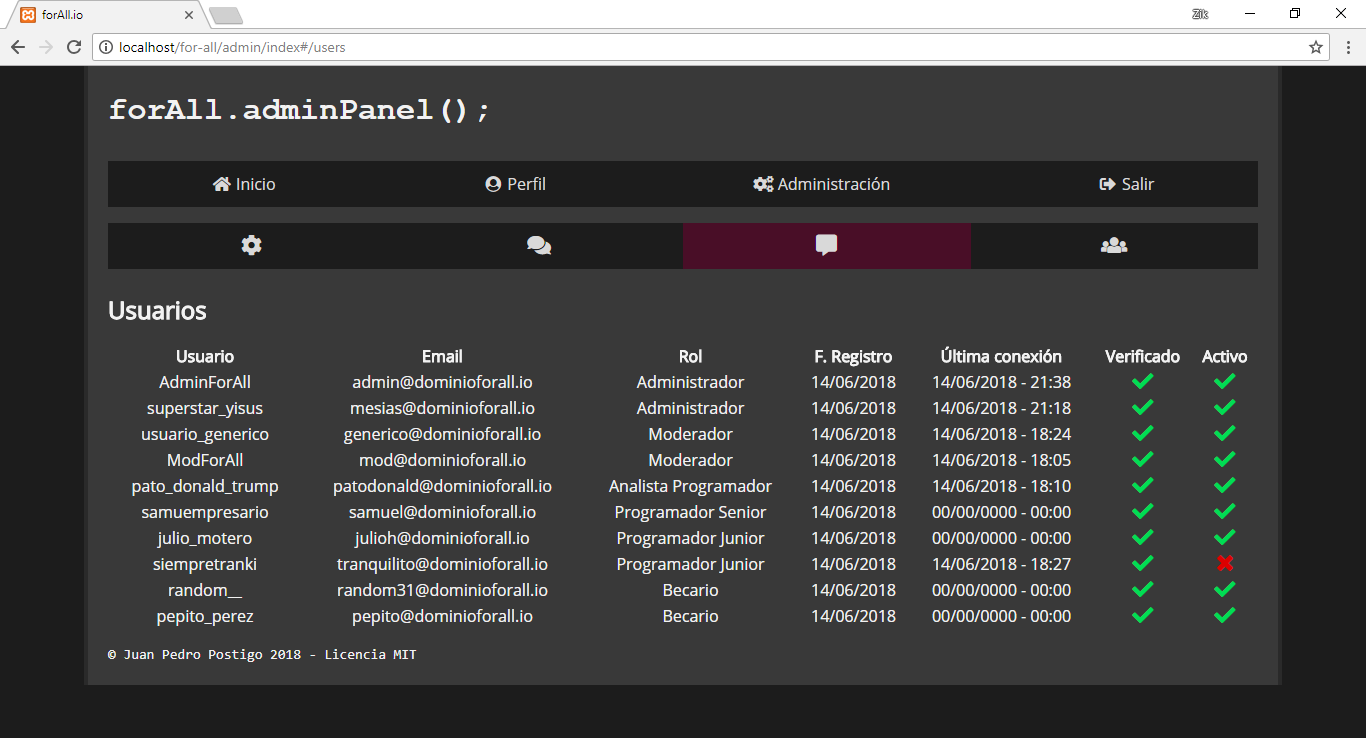 forAll.io
Zik
localhost/for-all/admin/index#/users
forAll.adminPanel();
Inicio Perfil Administración Salir
Usuarios
Usuario Email Rol F. Registro Última conexión Verificado Activo
AdminForAll admin@dominioforall.io Administrador 14/06/2018 14/06/2018 - 21:38
superstar_yisus mesias@dominioforall.io Administrador 14/06/2018 14/06/2018 - 21:18
usuario_generico generico@dominioforall.io Moderador 14/06/2018 14/06/2018 - 18:24
ModForAll mod@dominioforall.io Moderador 14/06/2018 14/06/2018 - 18:05
pato_donald_trump patodonald@dominioforall.io Analista Programador 14/06/2018 14/06/2018 - 18:10
samuempresario samuel@dominioforall.io Programador Senior 14/06/2018 00/00/0000 - 00:00
julio_motero julioh@dominioforall.io Programador Junior 14/06/2018 00/00/0000 - 00:00
siempretranki tranquilito@dominioforall.io Programador Junior 14/06/2018 14/06/2018 - 18:27
random__ random31@dominioforall.io Becario 14/06/2018 00/00/0000 - 00:00
pepito_perez pepito@dominioforall.io Becario 14/06/2018 00/00/0000 - 00:00
© Juan Pedro Postigo 2018 - Licencia MIT